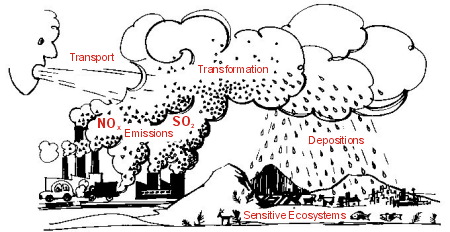 Transport
Transformation
NOx
SO2
Emissions
Depositions
Sensitive Ecosystems